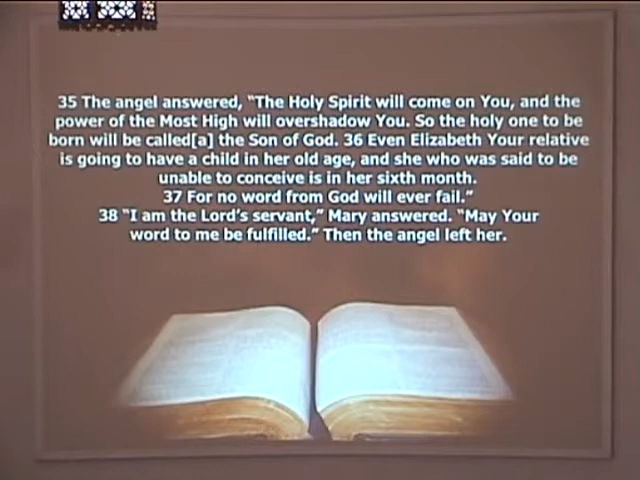 35 The angel answered, “The Holy Spirit will come on You, and the
power of the Most High will overshadow You. So the holy one to be
born will be called[a] the Son of God. 36 Even Elizabeth Your relative
is going to have a child in her old age, and she who was said to be
unable to conceive is in her sixth month.
37 For no word from God will ever fail.”
38 “I am the Lord’s servant,” Mary answered. “May Your
word to me be fulfilled.” Then the angel left her.